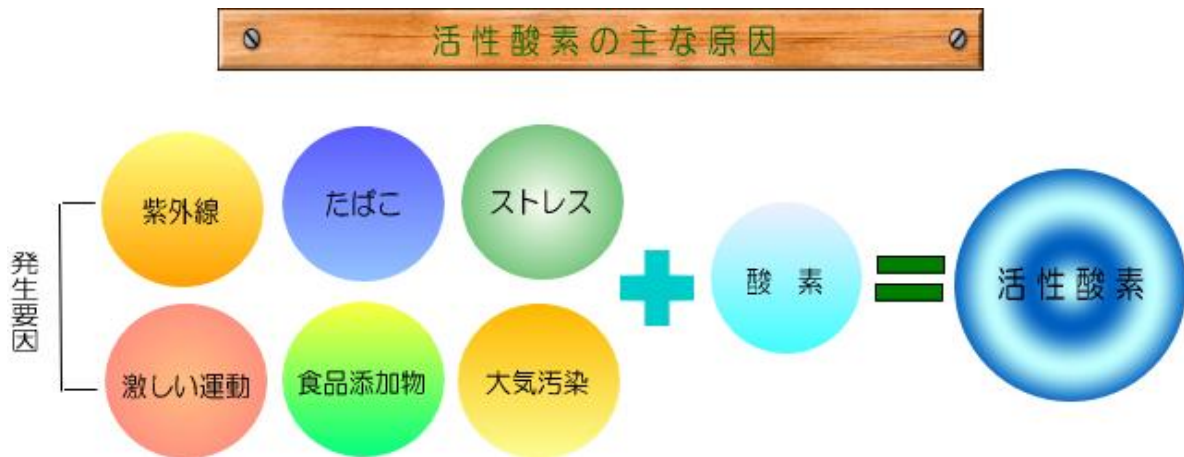 活性酸素の主な原因
発生要因
紫外線
たばこ
ストレス
激しい運動
食品添加物
大気汚染
酸 素
活性酸素